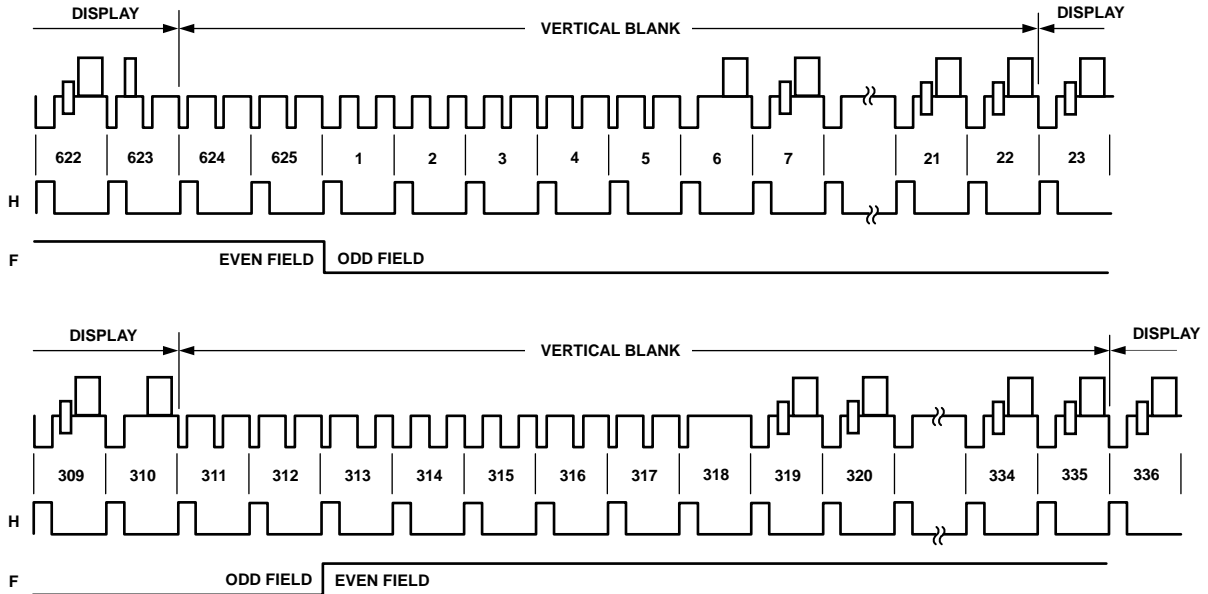 DISPLAY VERTICAL BLANK DISPLAY
622 623 624 625 1 2 3 4 5 6 7 21 22 23
H
F EVEN FIELD ODD FIELD
DISPLAY VERTICAL BLANK DISPLAY
309 310 311 312 313 314 315 316 317 318 319 320 334 335 336
H
F ODD FIELD EVEN FIELD